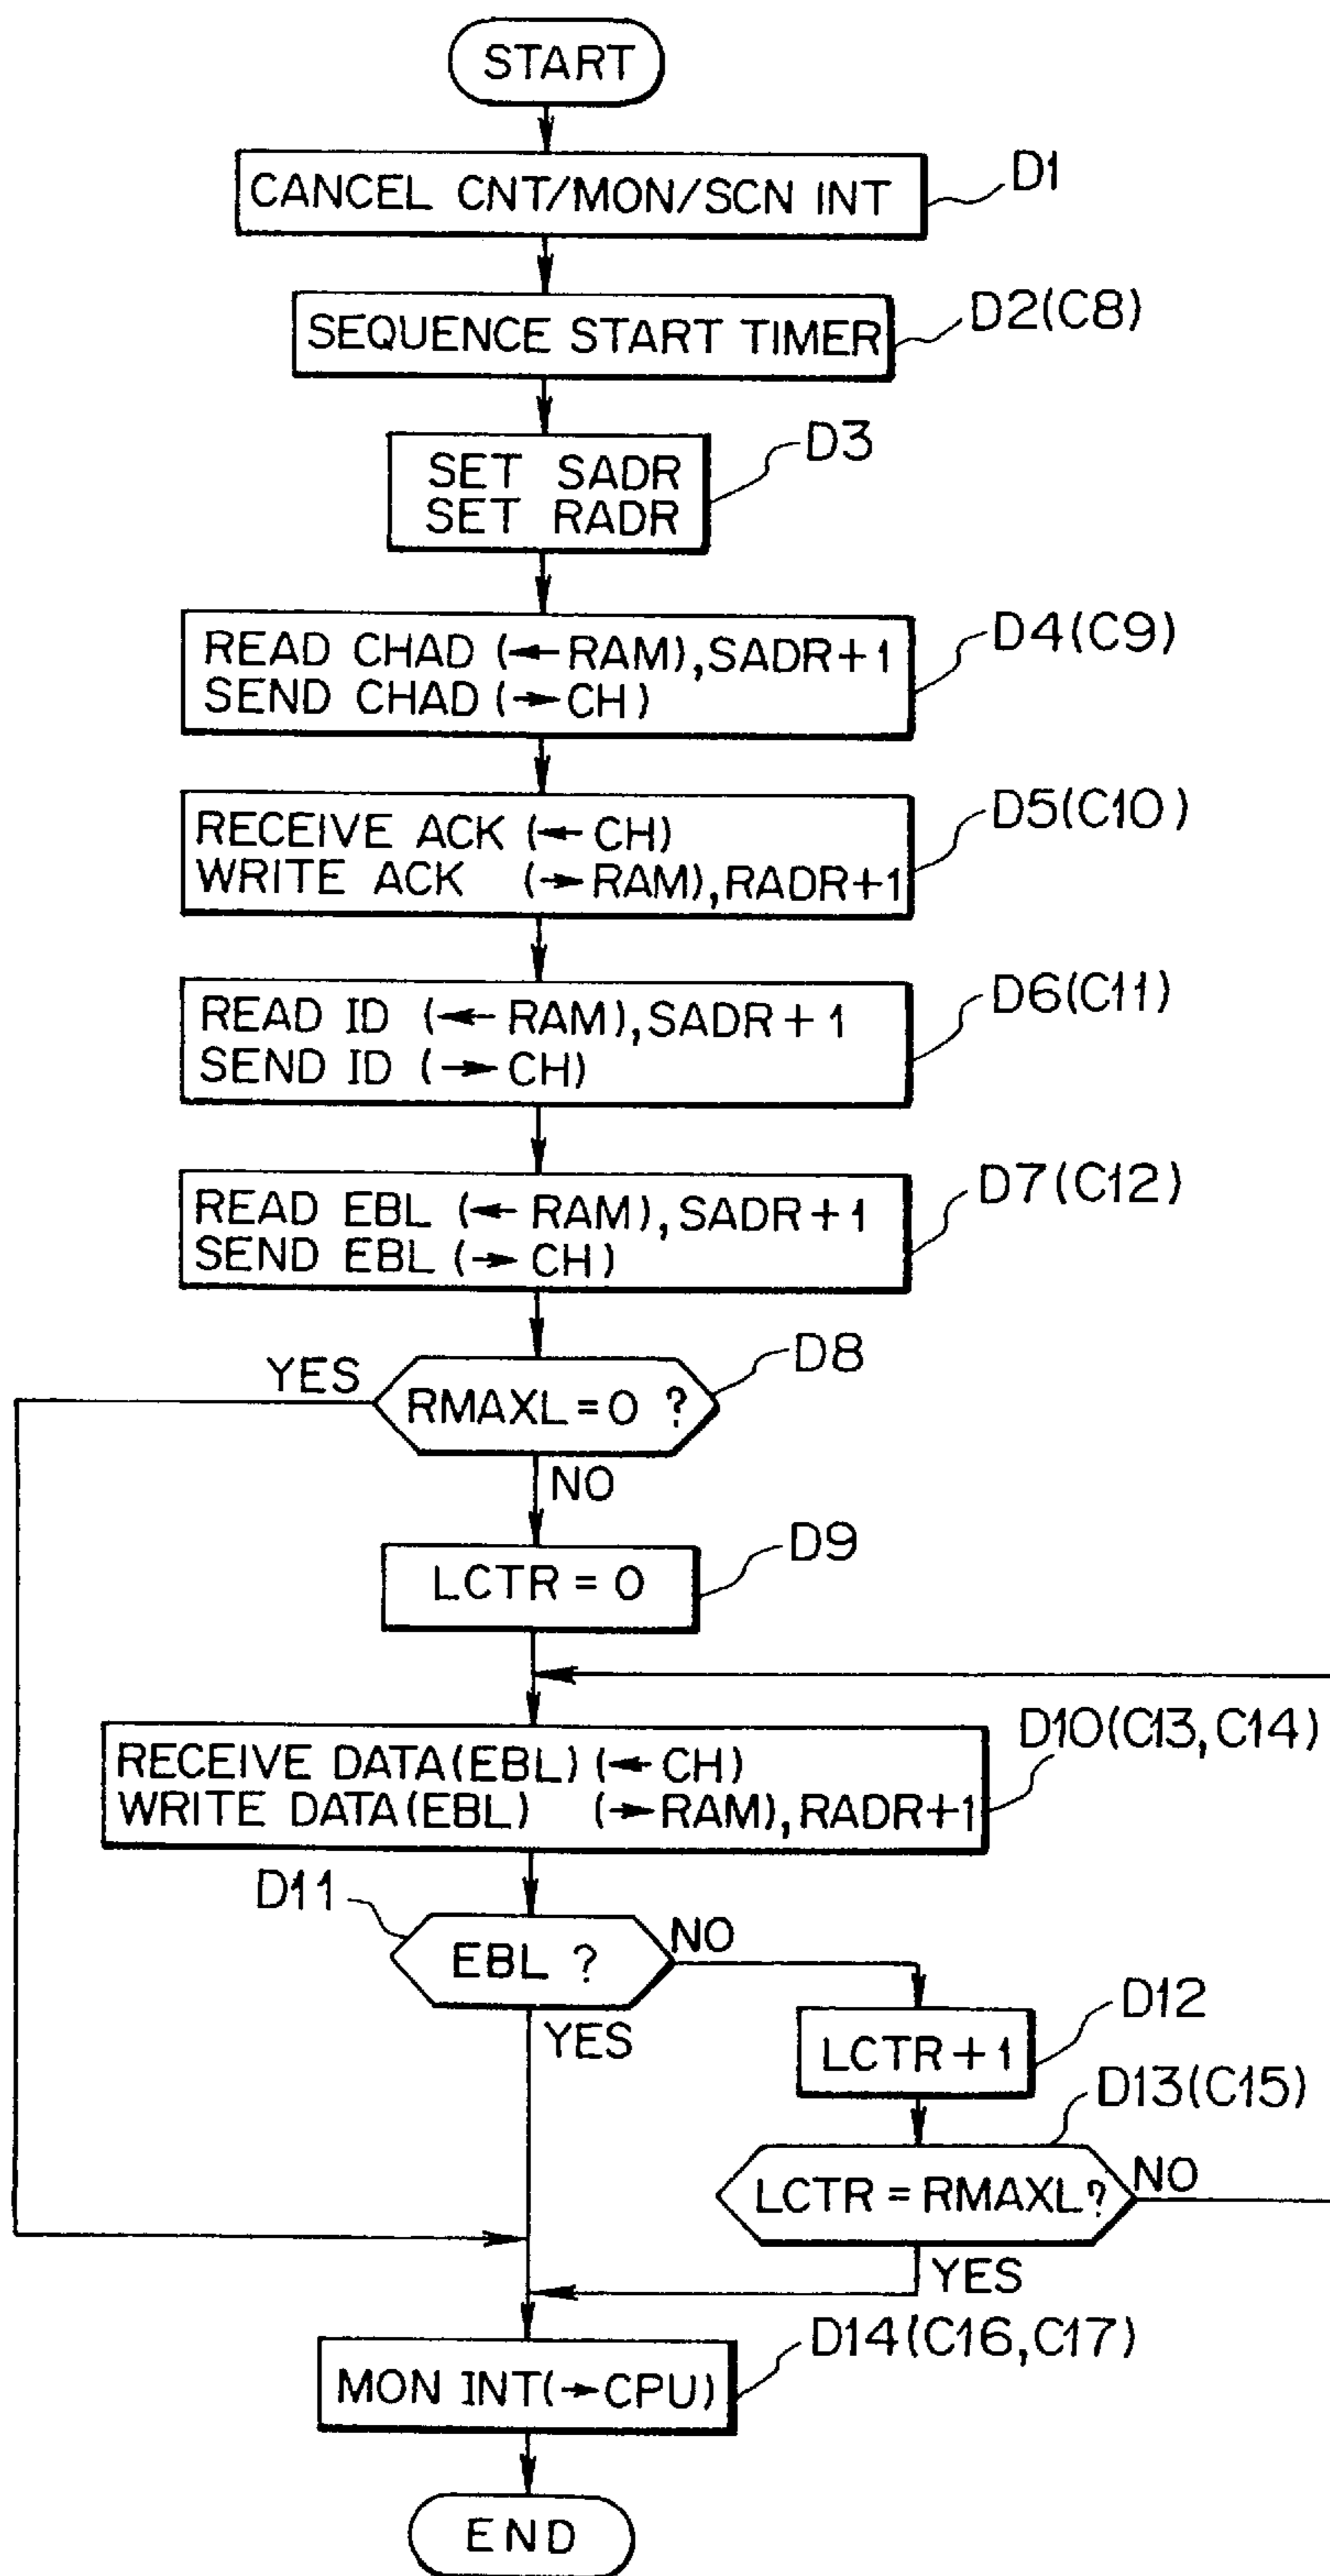 START
CANCEL CNT/MON/SCN INT
D1
SEQUENCE START TIMER
D2(C8)
SET SADR
SET RADR
D3
READ CHAD (←RAM),SADR+1
SEND CHAD (→CH)
D4(C9)
RECEIVE ACK (←CH)
WRITE ACK (→RAM),RADR+1
D5(C10)
READ ID (←RAM),SADR+1
SEND ID (→CH)
D6(C11)
READ EBL (←RAM),SADR+1
SEND EBL (→CH)
D7(C12)
YES
RMAXL=0 ?
D8
NO
LCTR=0
D9
RECEIVE DATA(EBL)(←CH)
WRITE DATA(EBL) (→RAM),RADR+1
D10(C13,C14)
D11
EBL ?
NO
YES
LCTR+1
D12
D13(C15)
LCTR=RMAXL?
NO
YES
MON INT(→CPU)
D14(C16,C17)
END